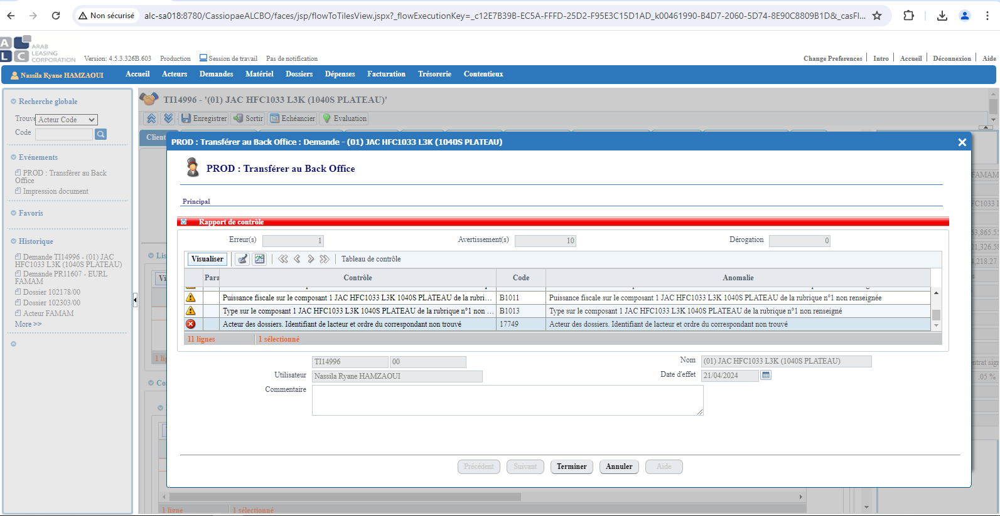 Non sécurisé
alc-sa018:8780/CassiopaeALCBO/faces/jsp/flowToTilesView.jspx?_flowExecutionKey=_c12E7B39B-EC5A-FFFD-25D2-F95E3C15D1AD_k00461990-B4D7-2060-5D74-8E90C8809B1D&_casFl...
ALC ARAB LEASING CORPORATION
Version: 4.5.3.326B.603 Production Session de travail Pas de notification
Change Preferences Intro Accueil Déconnexion Aide
Nassila Ryane HAMZAOUI Accueil Acteurs Demandes Matériel Dossiers Dépenses Facturation Trésorerie Contentieux
Recherche globale
Trouve Acteur Code
Code
Evénements
PROD : Transférer au Back Office
Impression document
Favoris
Historique
Demande TI14996 - (01) JAC HFC1033 L3K (1040S PLATEAU)
Demande PR11607 - EURL FAMAM
Dossier 102178/00
Dossier 102303/00
Acteur FAMAM
More >>
TI14996 - '(01) JAC HFC1033 L3K (1040S PLATEAU)'
Enregistrer Sortir Echéancier Evaluation
Client
PROD : Transférer au Back Office : Demande - (01) JAC HFC1033 L3K (1040S PLATEAU)
PROD : Transférer au Back Office
Principal
Rapport de contrôle
Erreur(s) 1 Avertissement(s) 10 Dérogation 0
Visualiser Tableau de contrôle
Para Contrôle Code Anomalie
Puissance fiscale sur le composant 1 JAC HFC1033 L3K 1040S PLATEAU de la rubri... B1011 Puissance fiscale sur le composant 1 JAC HFC1033 L3K 1040S PLATEAU de la rubrique n°1 non renseignée
Type sur le composant 1 JAC HFC1033 L3K 1040S PLATEAU de la rubrique n°1 non ... B1013 Type sur le composant 1 JAC HFC1033 L3K 1040S PLATEAU de la rubrique n°1 non renseigné
Acteur des dossiers. Identifiant de lacteur et ordre du correspondant non trouvé 17749 Acteur des dossiers. Identifiant de lacteur et ordre du correspondant non trouvé
11 lignes 1 sélectionné
TI14996 00 Nom (01) JAC HFC1033 L3K (1040S PLATEAU)
Utilisateur Nassila Ryane HAMZAOUI Date d'effet 21/04/2024
Commentaire
Précédent Suivant Terminer Annuler Aide
Lis
Vi
1 li
Co
FAMAM
FC1033
53,865.5
21,326.58
4,218.27
ntrat sig
.05 %
1 ligne 1 sélectionné